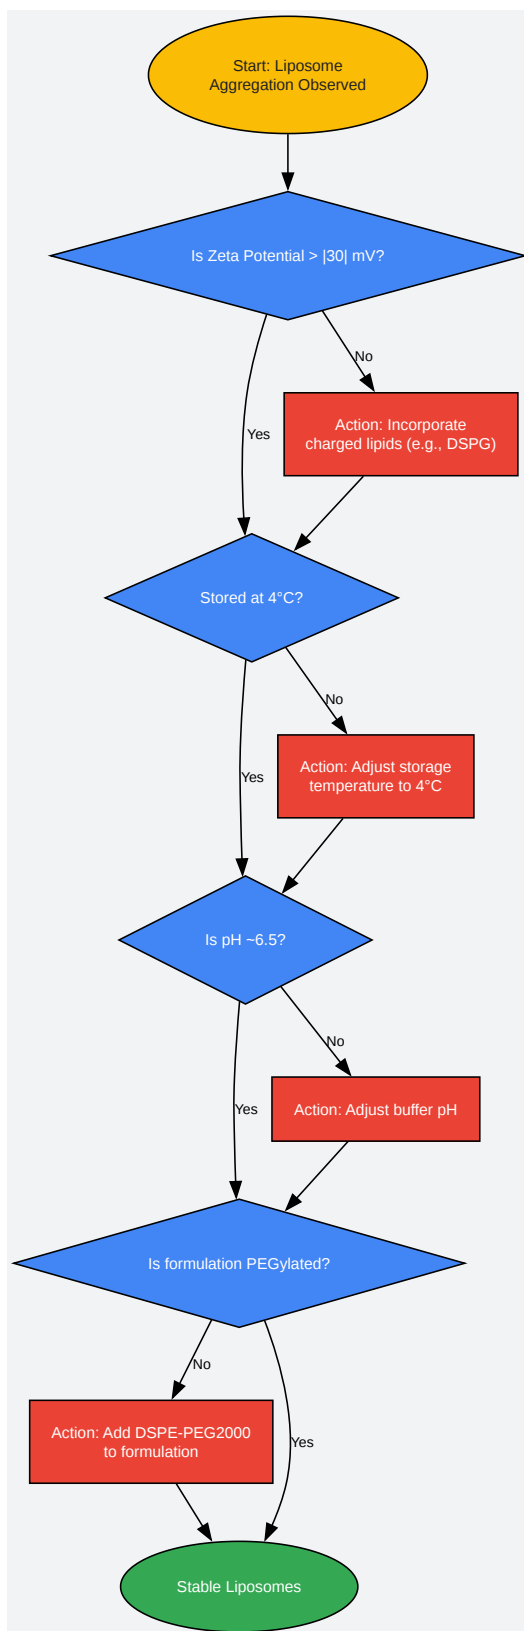 Start: Liposome
Aggregation Observed
Is Zeta Potential > |30| mV?
No
Action: Incorporate
charged lipids (e.g., DSPG)
Yes
Stored at 4°C?
No
Action: Adjust storage
temperature to 4°C
Yes
Is pH ~6.5?
No
Action: Adjust buffer pH
Yes
Is formulation PEGylated?
No
Action: Add DSPE-PEG2000
to formulation
Yes
Stable Liposomes